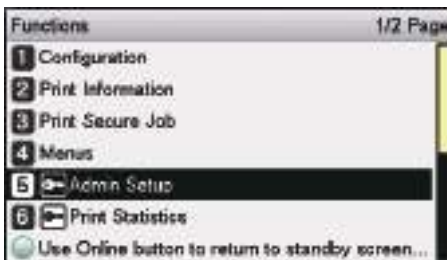 Functions 1/2 Page
1 Configuration
2 Print Information
3 Print Secure Job
4 Menus
5 Admin Setup
6 Print Statistics
Use Online button to return to standby screen...